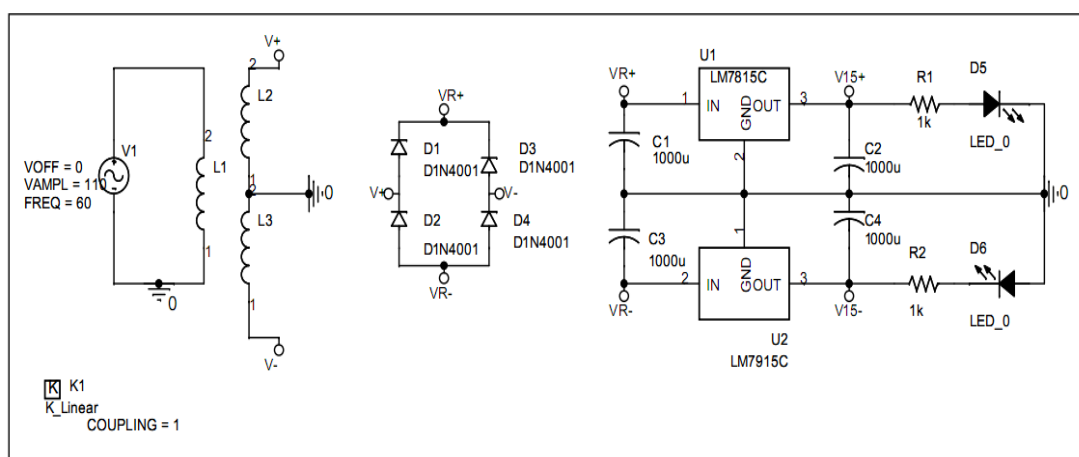 V+
2
L2
1
2
L3
1
V-
0
V1
VOFF = 0
VAMPL = 110
FREQ = 60
2
L1
1
0
K K1
K_Linear
COUPLING = 1
VR+
D1
D1N4001
D3
D1N4001
V+
V-
D2
D1N4001
D4
D1N4001
VR-
U1
LM7815C
VR+
1
IN
OUT
GND
3
2
V15+
R1
1k
D5
LED_0
C1
1000u
C2
1000u
0
C3
1000u
C4
1000u
1
VR-
2
IN
OUT
GND
3
V15-
R2
1k
D6
LED_0
U2
LM7915C